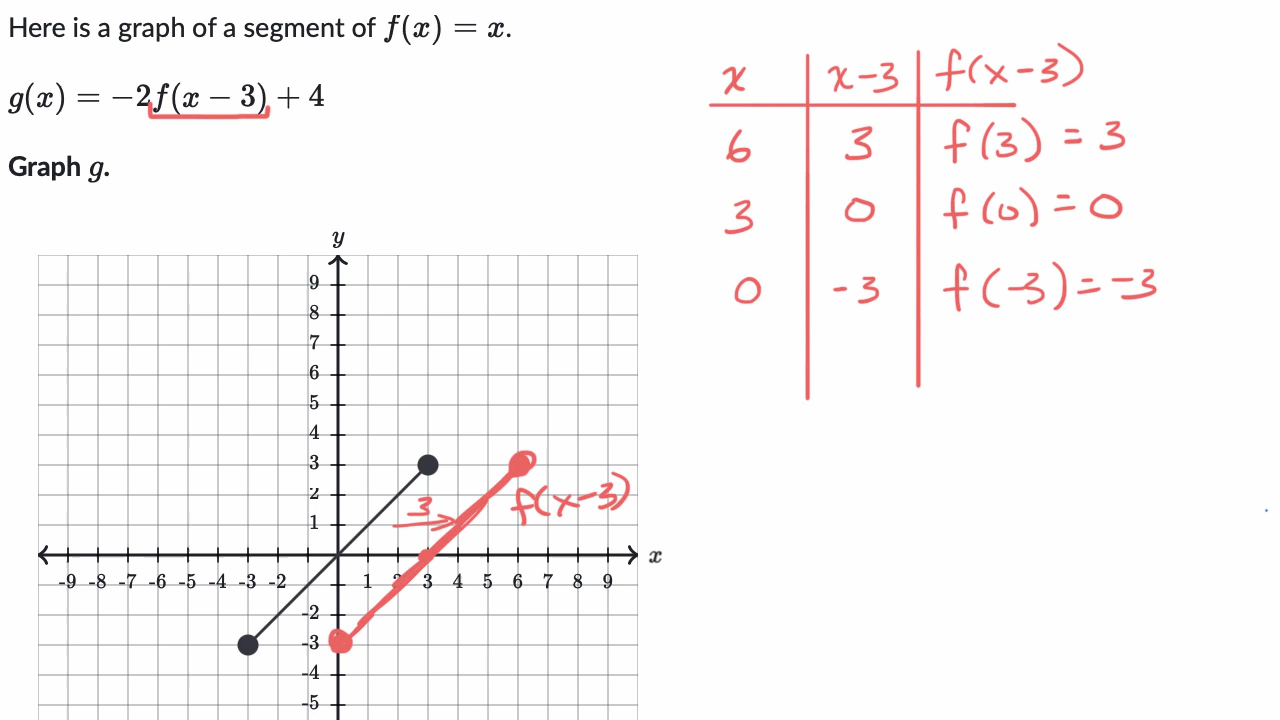 Here is a graph of a segment of f(x) = x.
g(x) = −2f(x − 3) + 4
Graph g.
x | x−3 | f(x−3)
6 | 3 | f(3) = 3
3 | 0 | f(0) = 0
0 | -3 | f(-3) = -3
y
9
8
7
6
5
4
3
2
1
3
f(x−3)
x
-9 -8 -7 -6 -5 -4 -3 -2 1 2 3 4 5 6 7 8 9
-2
-3
-4
-5